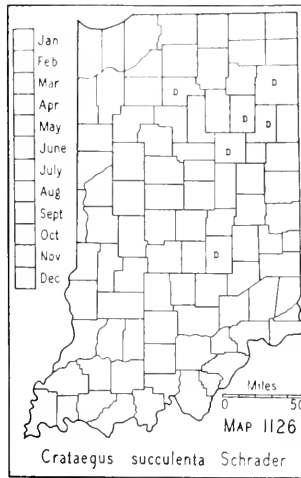 Jan
Feb
Mar
Apr
May
June
July
Aug
Sept
Oct
Nov
Dec
D
D
D
D
D
D
Miles
0 50
MAP 1126
Crataegus succulenta Schrader